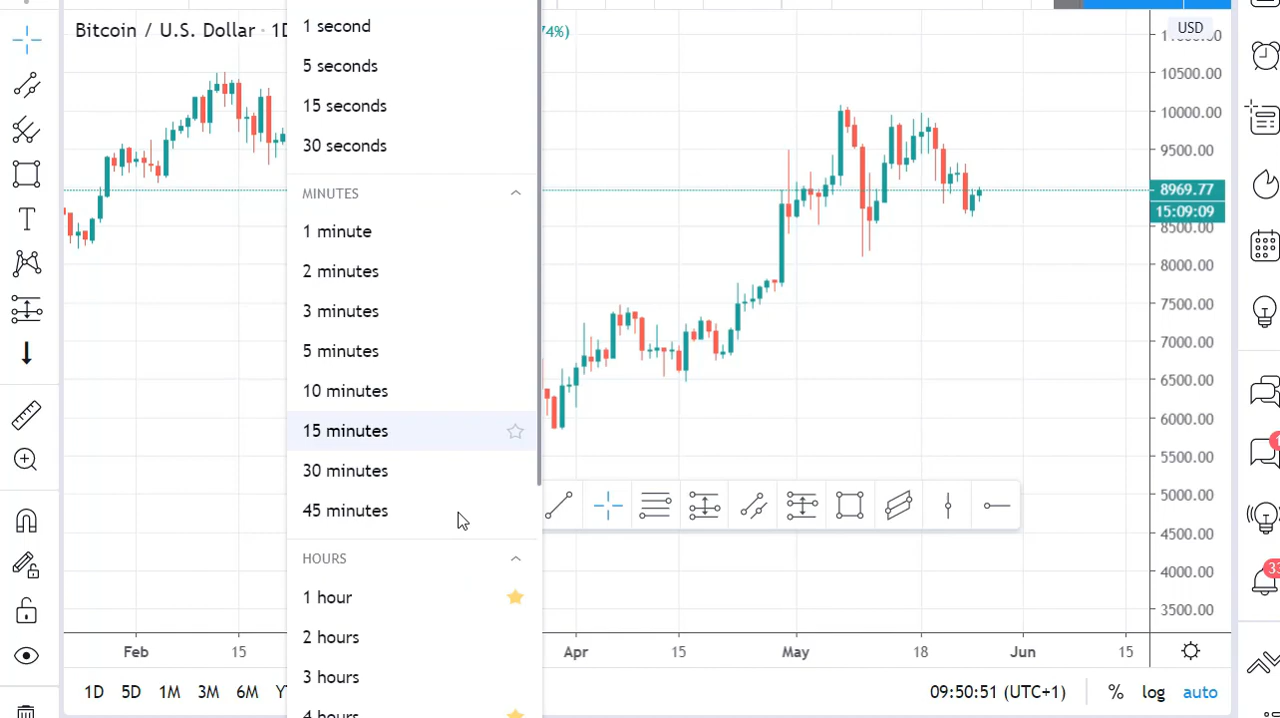 Bitcoin / U.S. Dollar · 1D
74%)
1 second
5 seconds
15 seconds
30 seconds
MINUTES
1 minute
2 minutes
3 minutes
5 minutes
10 minutes
15 minutes
30 minutes
45 minutes
HOURS
1 hour
2 hours
3 hours
4 hours
USD
10500.00
10000.00
9500.00
8969.77
15:09:09
8500.00
8000.00
7500.00
7000.00
6500.00
6000.00
5500.00
5000.00
4500.00
4000.00
3500.00
Feb
15
Apr
15
May
18
Jun
15
1D 5D 1M 3M 6M
09:50:51 (UTC+1) % log auto